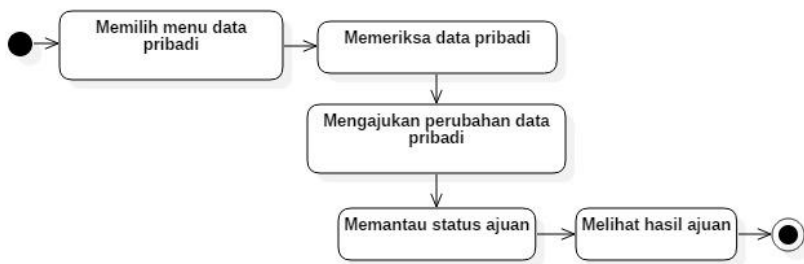 Memilih menu data
pribadi
Memeriksa data pribadi
Mengajukan perubahan data
pribadi
Memantau status ajuan
Melihat hasil ajuan